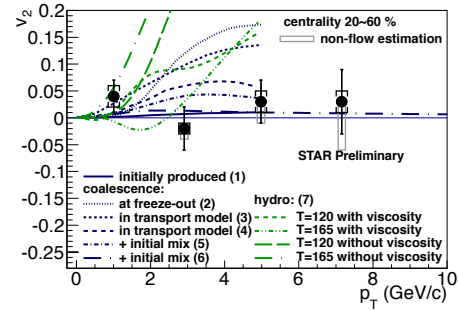 centrality 20~60 %
non-flow estimation
v2
0.2
0.15
0.1
0.05
0
-0.05
-0.1
-0.15
-0.2
-0.25
STAR Preliminary
initially produced (1)
coalescence:
at freeze-out (2)
in transport model (3)
in transport model (4)
+ initial mix (5)
+ initial mix (6)
hydro: (7)
T=120 with viscosity
T=165 with viscosity
T=120 without viscosity
T=165 without viscosity
0 2 4 6 8 10
pT (GeV/c)